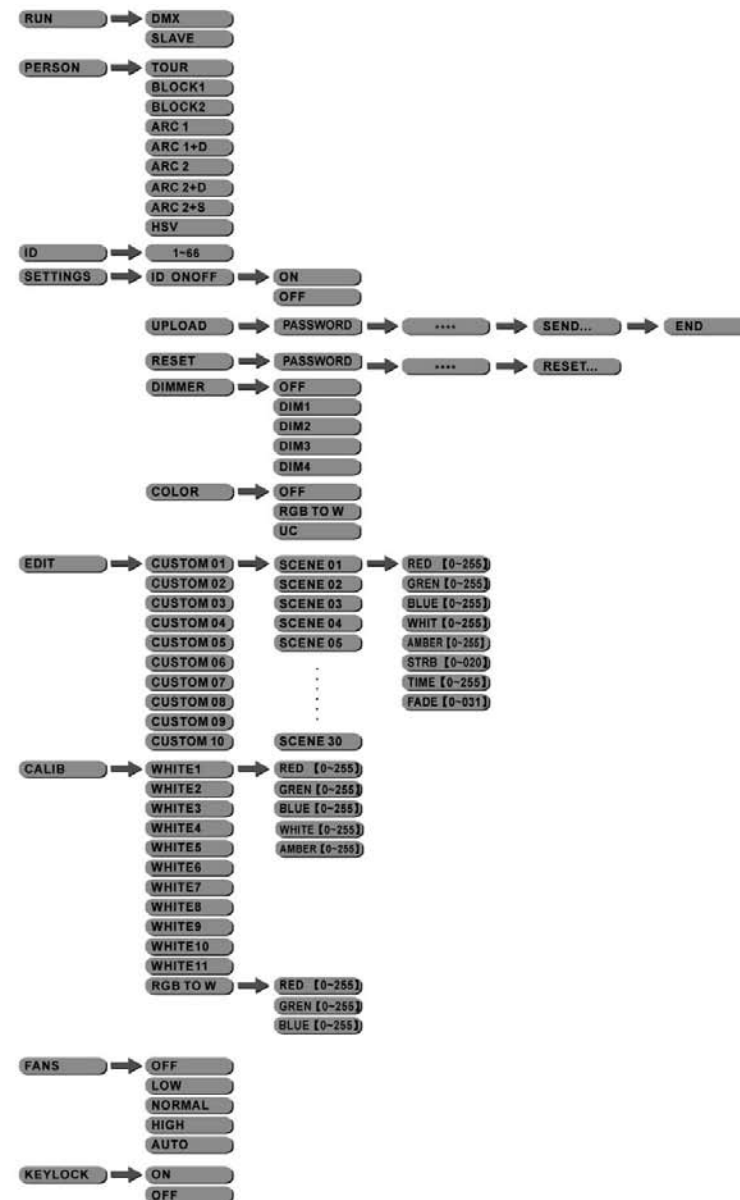 RUN DMX
SLAVE
PERSON TOUR
BLOCK1
BLOCK2
ARC 1
ARC 1+D
ARC 2
ARC 2+D
ARC 2+S
HSV
ID 1~66
SETTINGS ID ONOFF ON
OFF
UPLOAD PASSWORD **** SEND... END
RESET PASSWORD **** RESET...
DIMMER OFF
DIM1
DIM2
DIM3
DIM4
COLOR OFF
RGB TO W
UC
EDIT CUSTOM 01 SCENE 01 RED 【0~255】
CUSTOM 02 SCENE 02 GREN 【0~255】
CUSTOM 03 SCENE 03 BLUE 【0~255】
CUSTOM 04 SCENE 04 WHIT 【0~255】
CUSTOM 05 SCENE 05 AMBER 【0~255】
CUSTOM 06 STRB 【0~020】
CUSTOM 07 TIME 【0~255】
CUSTOM 08 FADE 【0~031】
CUSTOM 09
CUSTOM 10 SCENE 30
CALIB WHITE1 RED 【0~255】
WHITE2 GREN 【0~255】
WHITE3 BLUE 【0~255】
WHITE4 WHITE 【0~255】
WHITE5 AMBER 【0~255】
WHITE6
WHITE7
WHITE8
WHITE9
WHITE10
WHITE11
RGB TO W RED 【0~255】
GREN 【0~255】
BLUE 【0~255】
FANS OFF
LOW
NORMAL
HIGH
AUTO
KEYLOCK ON
OFF